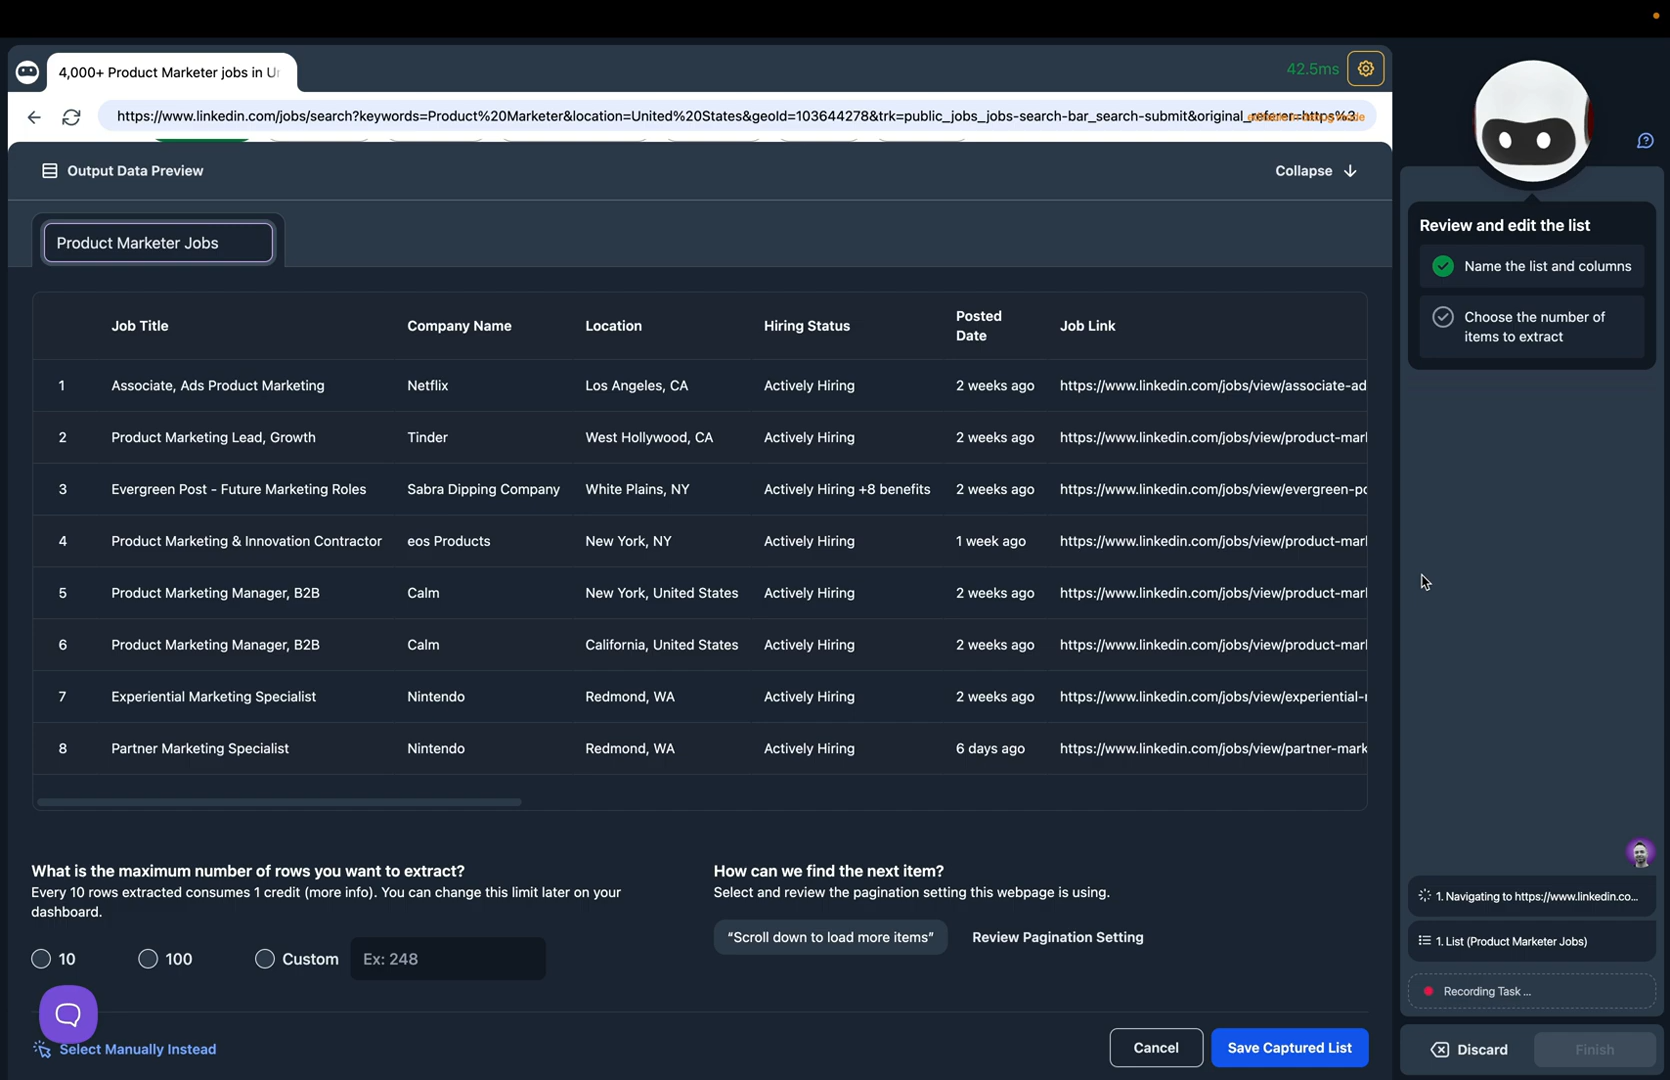 4,000+ Product Marketer jobs in Un
42.5ms
https://www.linkedin.com/jobs/search?keywords=Product%20Marketer&location=United%20States&geoId=103644278&trk=public_jobs_jobs-search-bar_search-submit&original_referer=https%3
Output Data Preview
Collapse
Product Marketer Jobs
Job Title Company Name Location Hiring Status Posted Date Job Link
1 Associate, Ads Product Marketing Netflix Los Angeles, CA Actively Hiring 2 weeks ago https://www.linkedin.com/jobs/view/associate-ad
2 Product Marketing Lead, Growth Tinder West Hollywood, CA Actively Hiring 2 weeks ago https://www.linkedin.com/jobs/view/product-mar
3 Evergreen Post - Future Marketing Roles Sabra Dipping Company White Plains, NY Actively Hiring +8 benefits 2 weeks ago https://www.linkedin.com/jobs/view/evergreen-po
4 Product Marketing & Innovation Contractor eos Products New York, NY Actively Hiring 1 week ago https://www.linkedin.com/jobs/view/product-mar
5 Product Marketing Manager, B2B Calm New York, United States Actively Hiring 2 weeks ago https://www.linkedin.com/jobs/view/product-mar
6 Product Marketing Manager, B2B Calm California, United States Actively Hiring 2 weeks ago https://www.linkedin.com/jobs/view/product-mar
7 Experiential Marketing Specialist Nintendo Redmond, WA Actively Hiring 2 weeks ago https://www.linkedin.com/jobs/view/experiential-
8 Partner Marketing Specialist Nintendo Redmond, WA Actively Hiring 6 days ago https://www.linkedin.com/jobs/view/partner-mark
What is the maximum number of rows you want to extract?
Every 10 rows extracted consumes 1 credit (more info). You can change this limit later on your
dashboard.
10 100 Custom Ex: 248
How can we find the next item?
Select and review the pagination setting this webpage is using.
“Scroll down to load more items” Review Pagination Setting
Select Manually Instead
Cancel
Save Captured List
Review and edit the list
Name the list and columns
Choose the number of
items to extract
1. Navigating to https://www.linkedin.co...
1. List (Product Marketer Jobs)
Recording Task ...
Discard
Finish